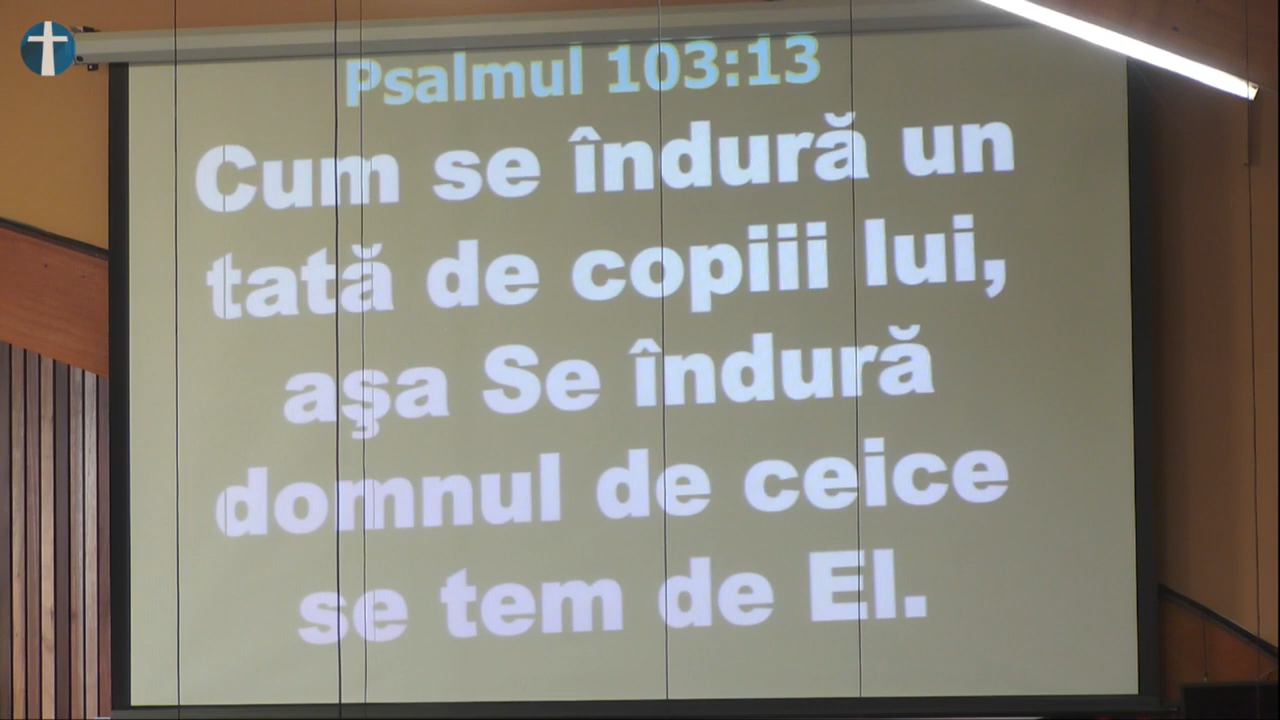 Psalmul 103:13
Cum se îndură un
tată de copiii lui,
aşa Se îndură
domnul de ceice
se tem de El.